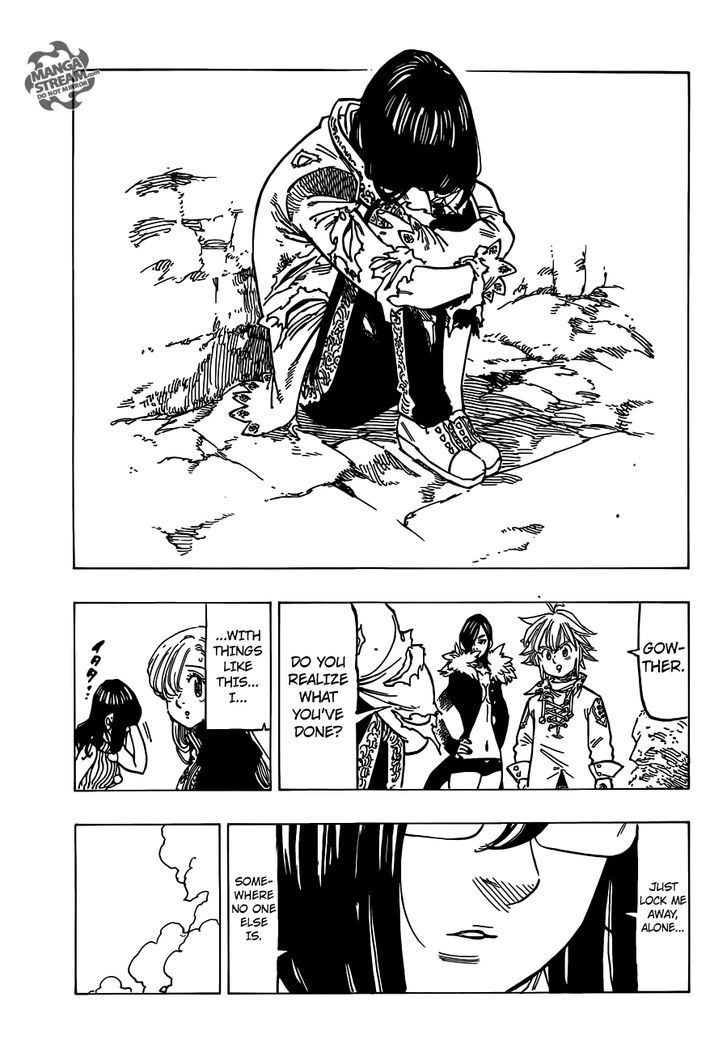 MANGA
STREAM.com
DO NOT MIRROR
GOW-
THER.
DO YOU
REALIZE
WHAT
YOU'VE
DONE?
...WITH
THINGS
LIKE
THIS...
I...
JUST
LOCK ME
AWAY,
ALONE...
SOME-
WHERE
NO ONE
ELSE
IS.